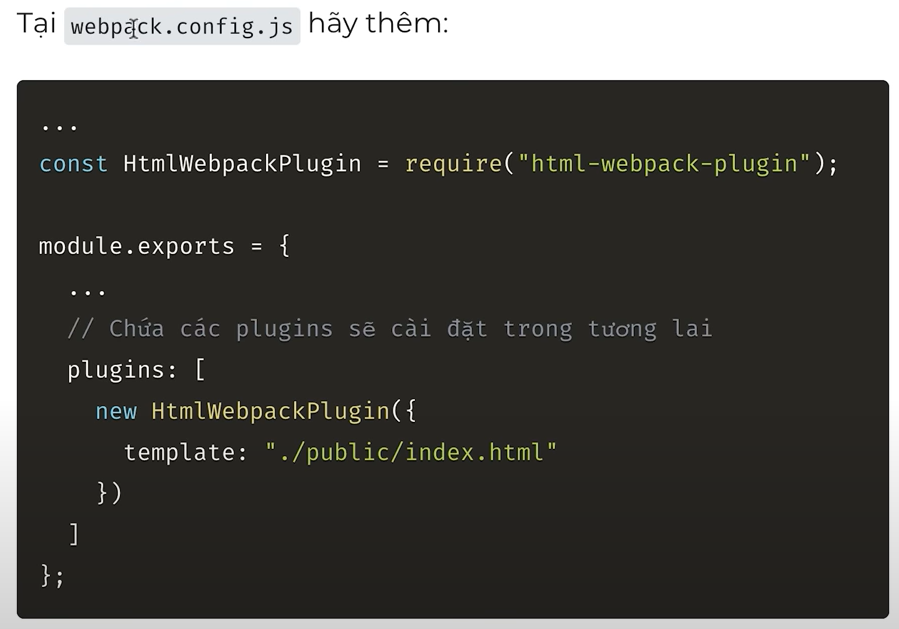 Tại webpack.config.js hãy thêm:
...
const HtmlWebpackPlugin = require("html-webpack-plugin");
module.exports = {
...
// Chứa các plugins sẽ cài đặt trong tương lai
plugins: [
new HtmlWebpackPlugin({
template: "./public/index.html"
})
]
};